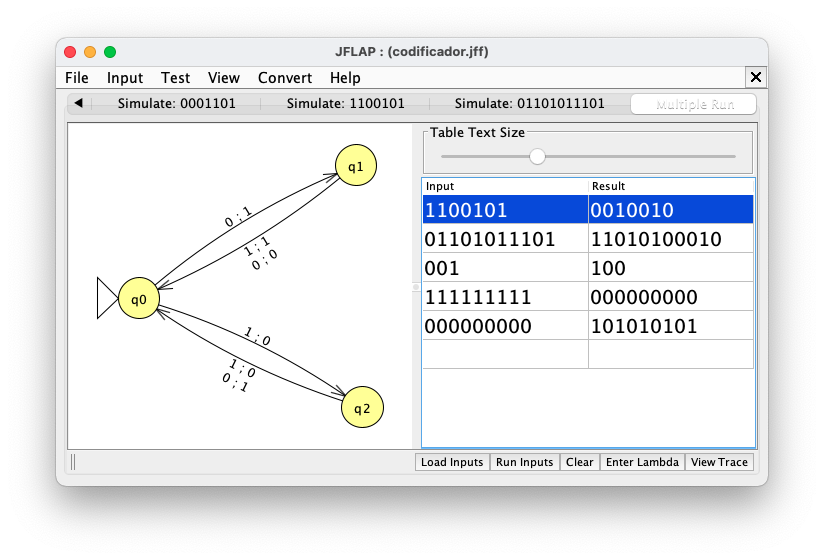 JFLAP : (codificador.jff)
File Input Test View Convert Help
Simulate: 0001101 Simulate: 1100101 Simulate: 01101011101 Multiple Run
q1
0 ; 1
1 ; 1
0 ; 0
q0
1 ; 0
1 ; 0
0 ; 1
q2
Table Text Size
Input Result
1100101 0010010
01101011101 11010100010
001 100
111111111 000000000
000000000 101010101
Load Inputs Run Inputs Clear Enter Lambda View Trace